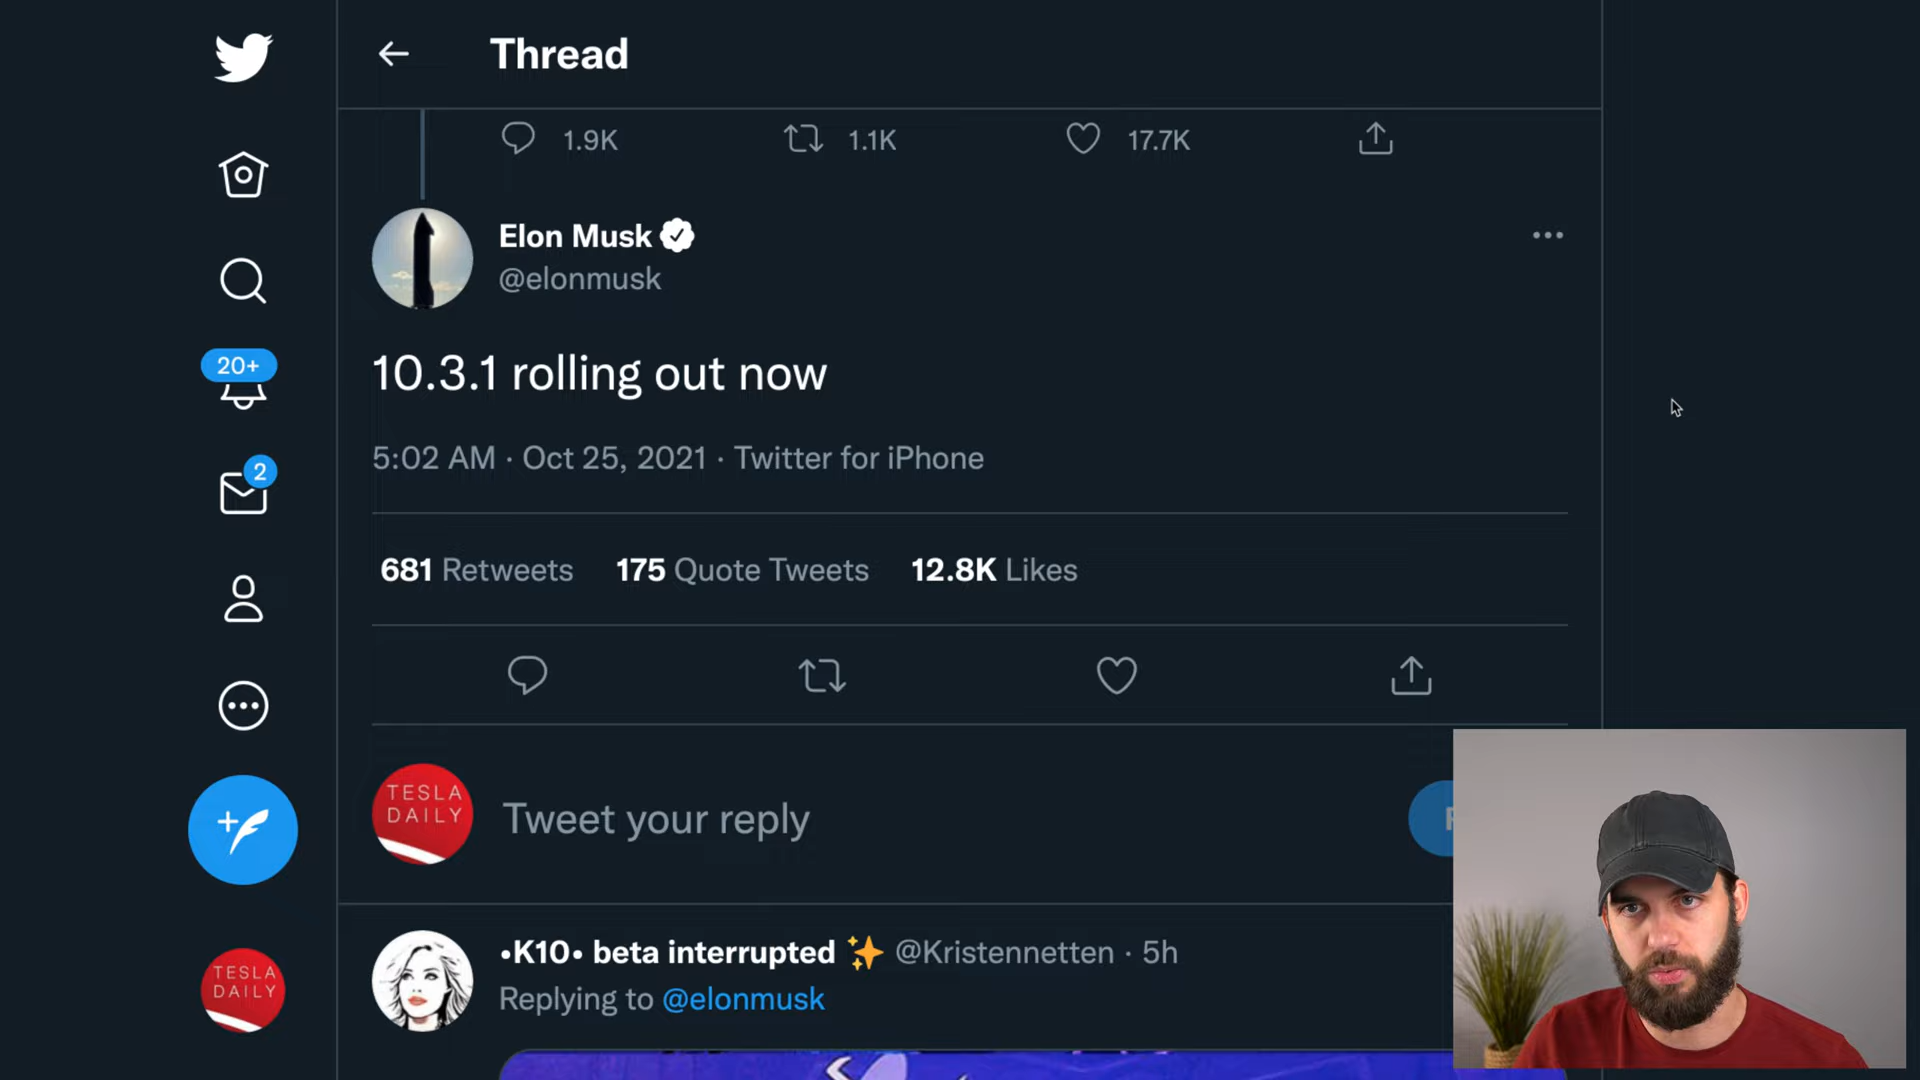 Thread
1.9K 1.1K 17.7K
Elon Musk
@elonmusk
20+
10.3.1 rolling out now
5:02 AM · Oct 25, 2021 · Twitter for iPhone
2
681 Retweets 175 Quote Tweets 12.8K Likes
TESLA
DAILY
Tweet your reply
•K10• beta interrupted ✨ @Kristennetten · 5h
Replying to @elonmusk
TESLA
DAILY